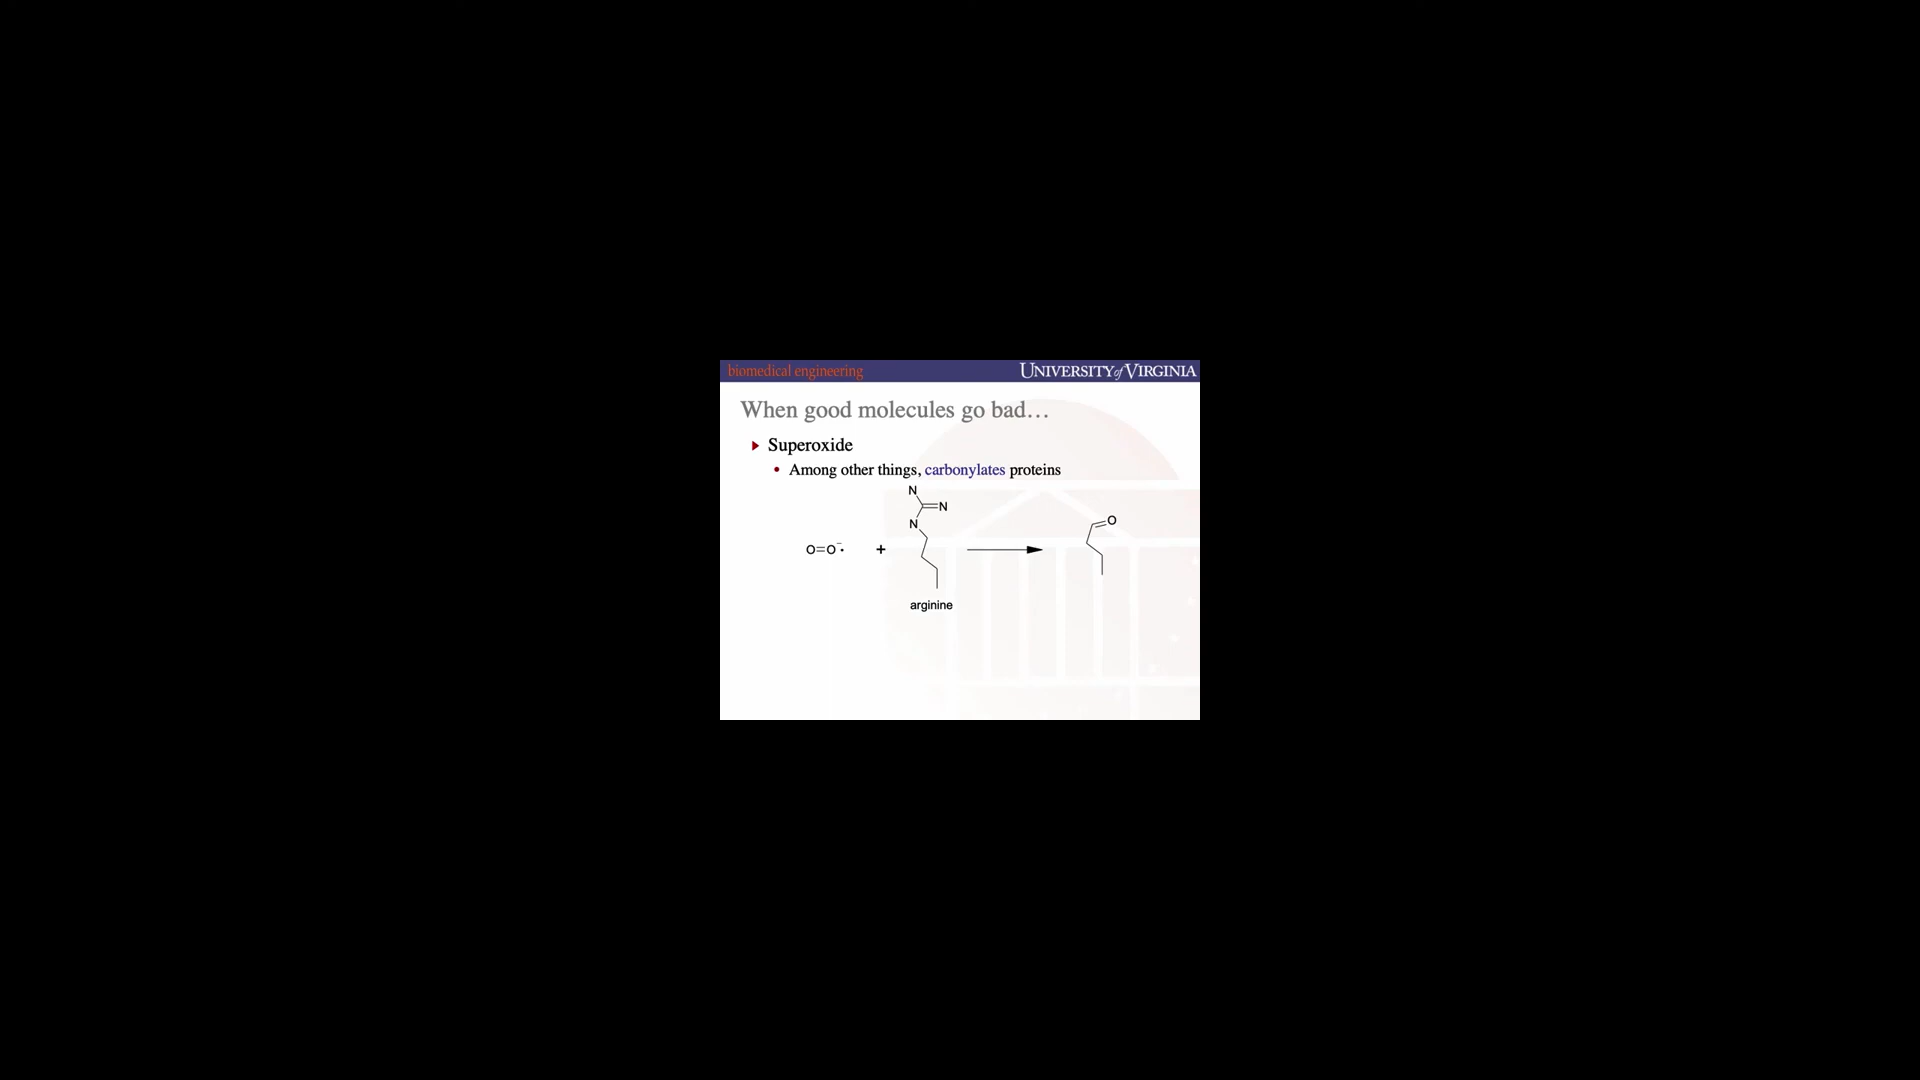 biomedical engineering
UNIVERSITY of VIRGINIA
When good molecules go bad…
Superoxide
Among other things, carbonylates proteins
N
N
N
O
O=O⁻·
+
arginine